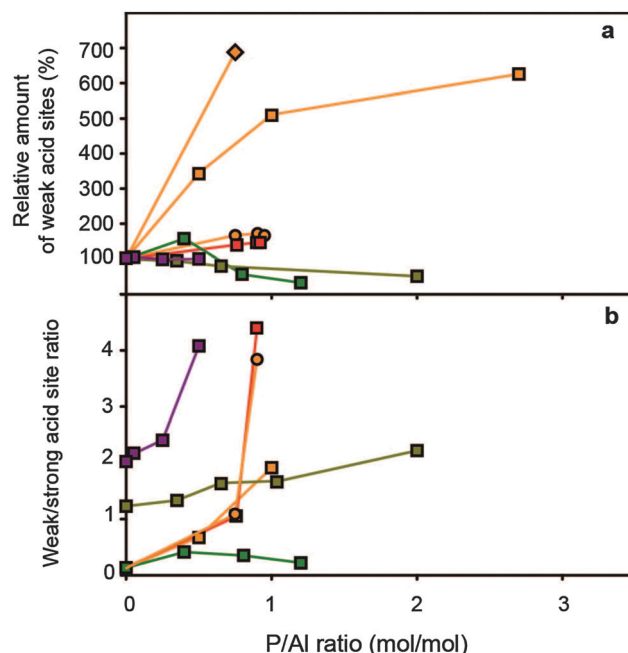 a
700
600
500
400
300
200
100
Relative amount
of weak acid sites (%)
b
4
3
2
1
0
Weak/strong acid site ratio
0 1 2 3
P/Al ratio (mol/mol)